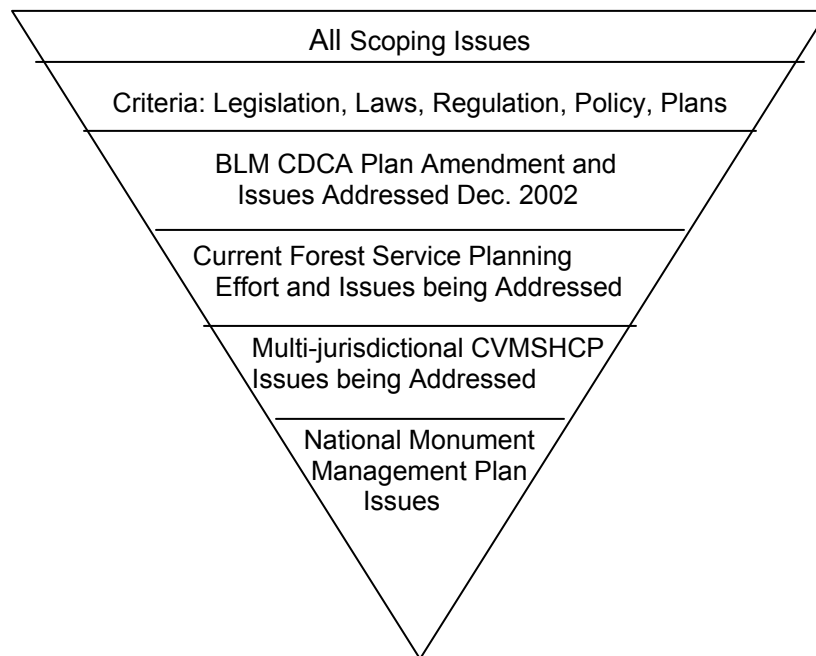 All Scoping Issues
Criteria: Legislation, Laws, Regulation, Policy, Plans
BLM CDCA Plan Amendment and
Issues Addressed Dec. 2002
Current Forest Service Planning
Effort and Issues being Addressed
Multi-jurisdictional CVMSHCP
Issues being Addressed
National Monument
Management Plan
Issues